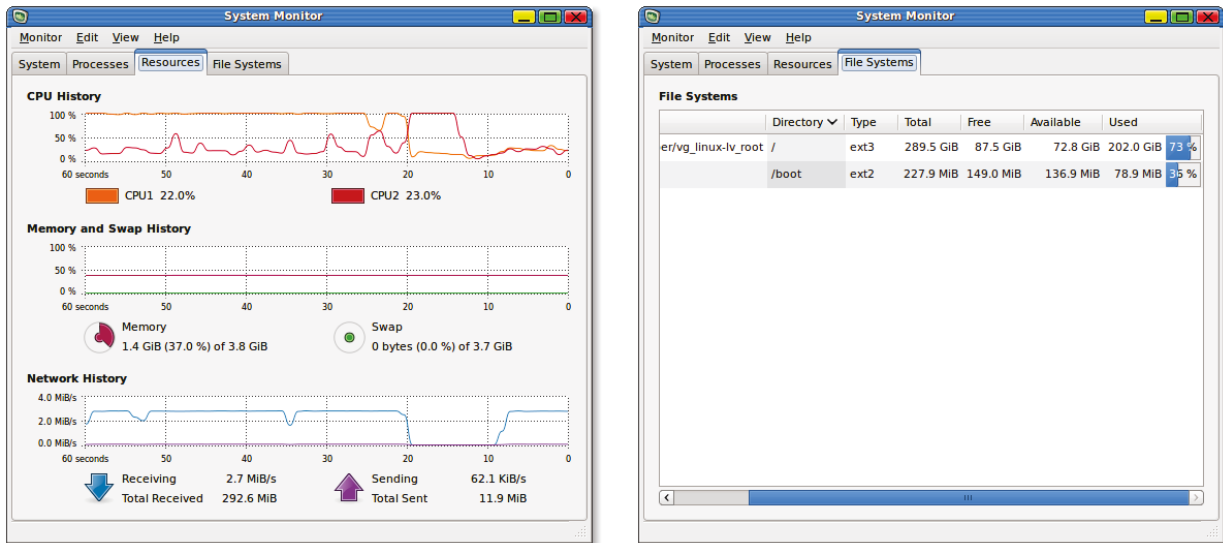 System Monitor
Monitor Edit View Help
System Processes Resources File Systems
CPU History
100 %
50 %
0 %
60 seconds 50 40 30 20 10 0
CPU1 22.0% CPU2 23.0%
Memory and Swap History
100 %
50 %
0 %
60 seconds 50 40 30 20 10 0
Memory Swap
1.4 GiB (37.0 %) of 3.8 GiB 0 bytes (0.0 %) of 3.7 GiB
Network History
4.0 MiB/s
2.0 MiB/s
0.0 MiB/s
60 seconds 50 40 30 20 10 0
Receiving 2.7 MiB/s Sending 62.1 KiB/s
Total Received 292.6 MiB Total Sent 11.9 MiB
System Monitor
Monitor Edit View Help
System Processes Resources File Systems
File Systems
Directory Type Total Free Available Used
er/vg_linux-lv_root / ext3 289.5 GiB 87.5 GiB 72.8 GiB 202.0 GiB 73 %
/boot ext2 227.9 MiB 149.0 MiB 136.9 MiB 78.9 MiB 35 %